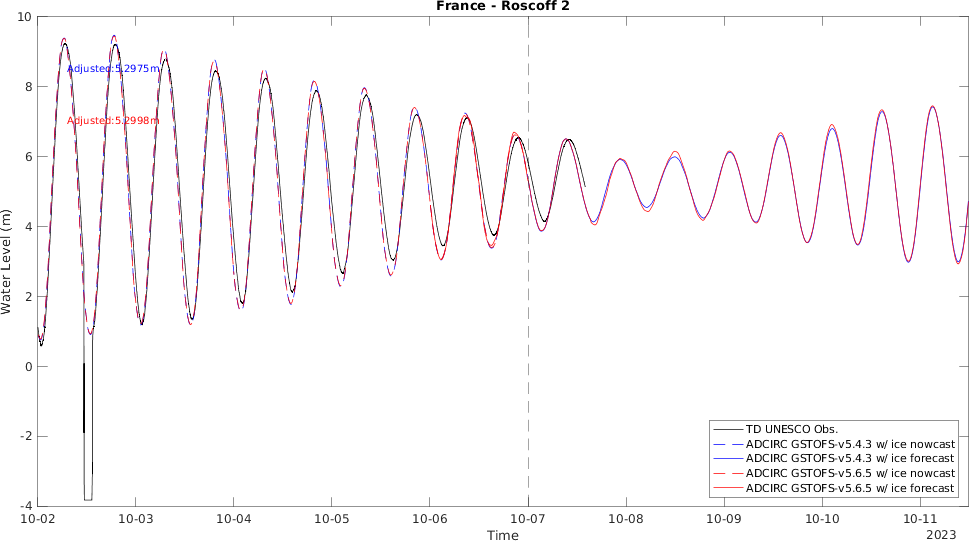 France - Roscoff 2
10
8
6
4
2
0
-2
-4
Water Level (m)
Adjusted:5.2975m
Adjusted:5.2998m
TD UNESCO Obs.
ADCIRC GSTOFS-v5.4.3 w/ ice nowcast
ADCIRC GSTOFS-v5.4.3 w/ ice forecast
ADCIRC GSTOFS-v5.6.5 w/ ice nowcast
ADCIRC GSTOFS-v5.6.5 w/ ice forecast
10-02 10-03 10-04 10-05 10-06 10-07 10-08 10-09 10-10 10-11
Time
2023